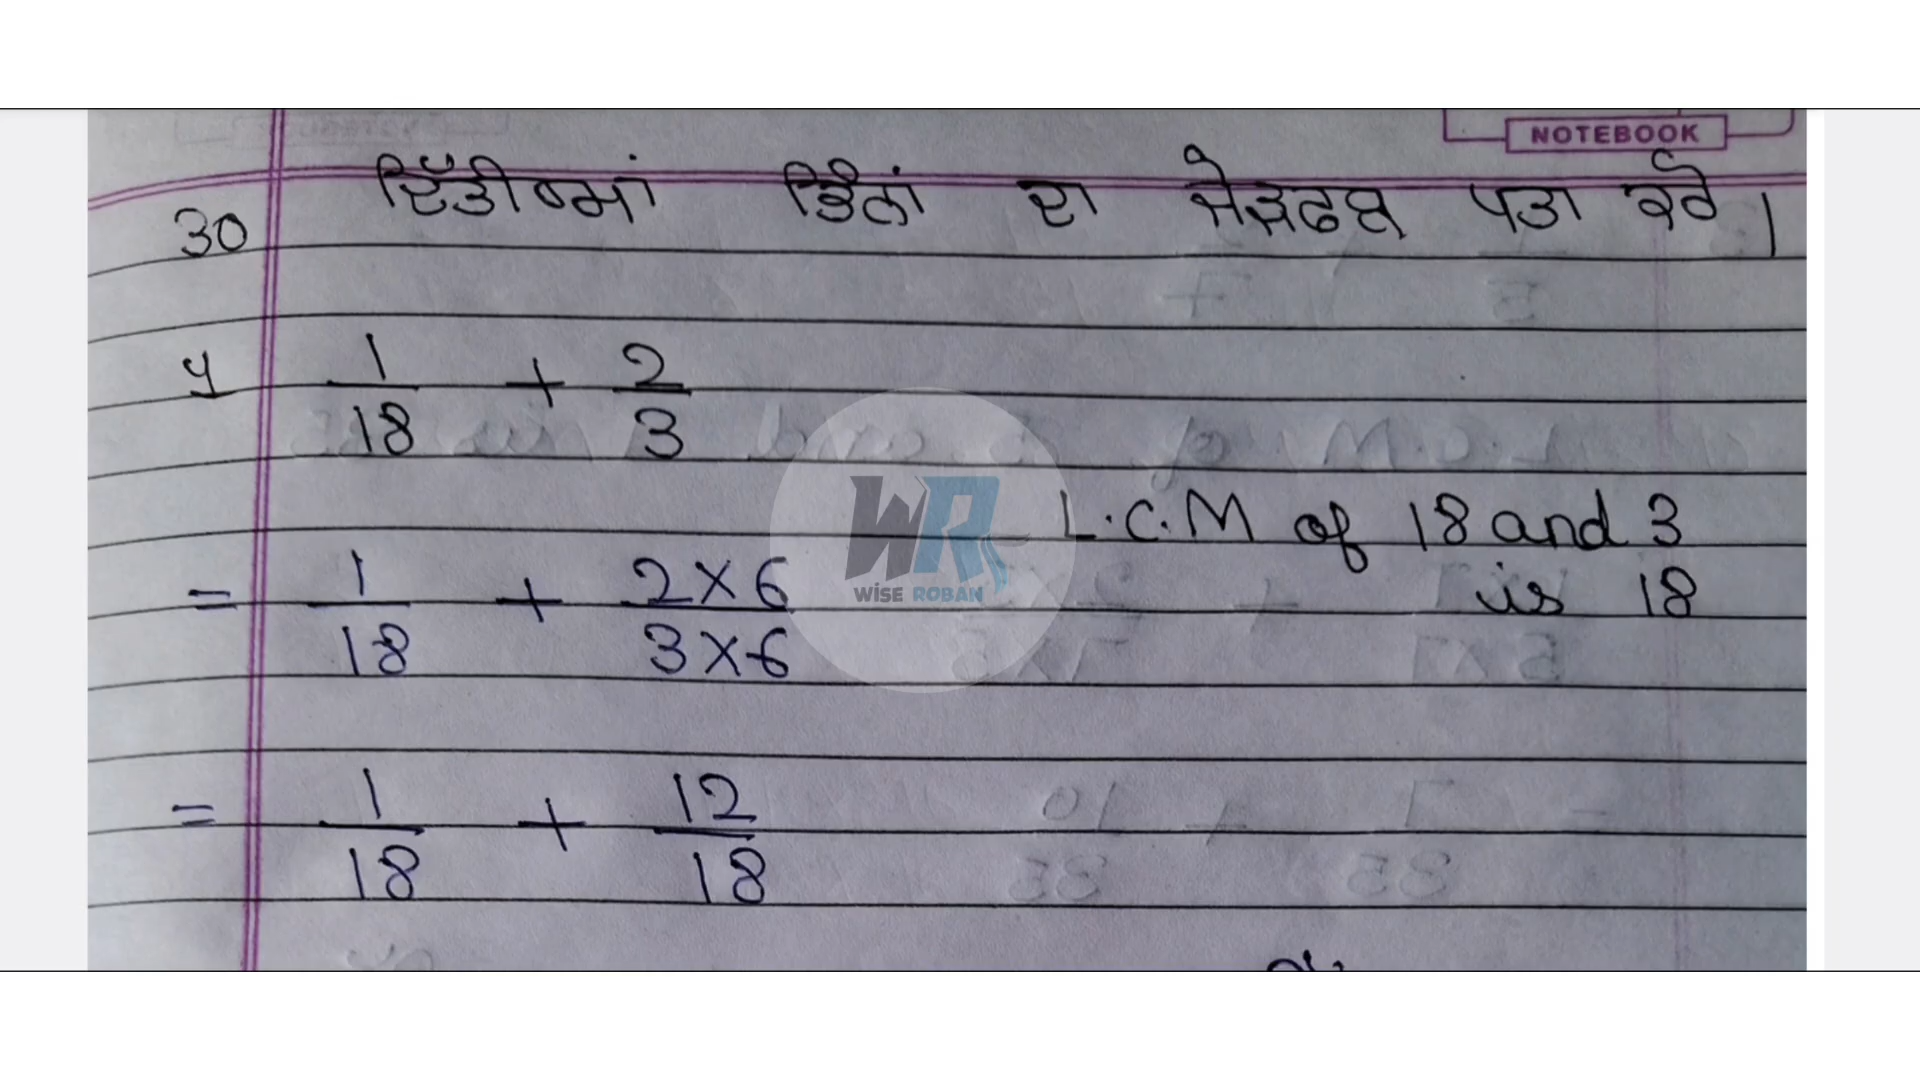 NOTEBOOK
30 ਦਿੱਤੀਆਂ ਭਿੰਨਾਂ ਦਾ ਜੋੜਫਲ ਪਤਾ ਕਰੋ।
1/18 + 2/3
L.C.M of 18 and 3
is 18
= 1/18 + 2×6/3×6
= 1/18 + 12/18
WISE ROBAN